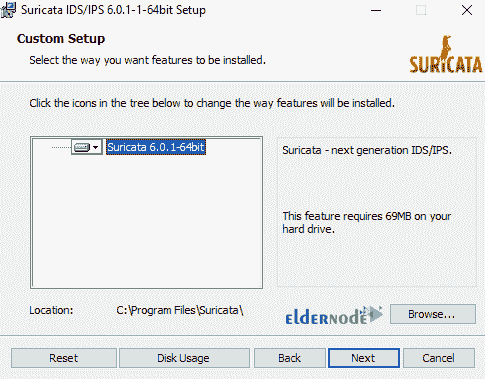 Suricata IDS/IPS 6.0.1-1-64bit Setup
Custom Setup
Select the way you want features to be installed.
SURICATA
Click the icons in the tree below to change the way features will be installed.
Suricata 6.0.1-64bit
Suricata - next generation IDS/IPS.
This feature requires 69MB on your
hard drive.
Location: C:\Program Files\Suricata\
ELDERNODE
Browse...
Reset Disk Usage Back Next Cancel